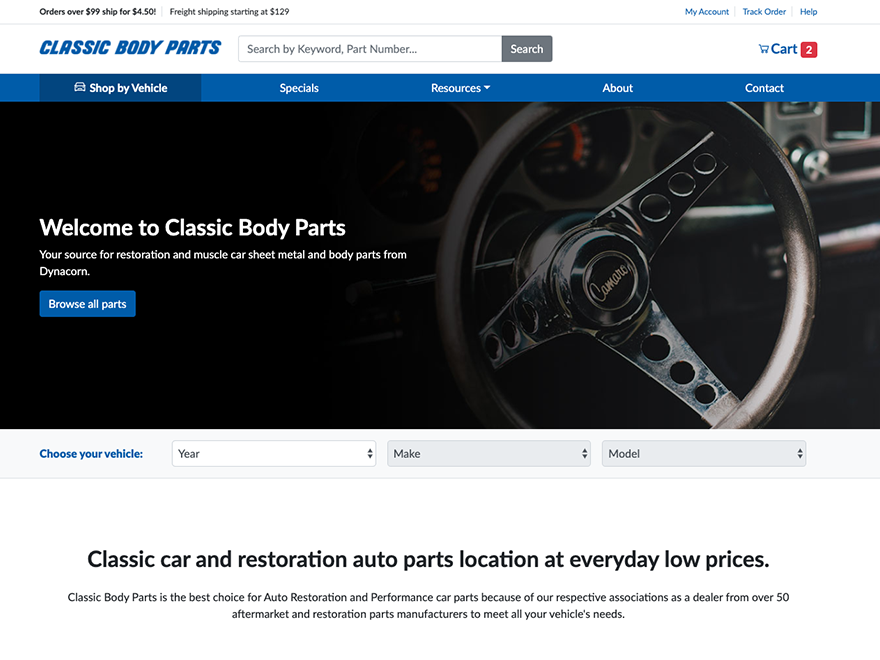 Orders over $99 ship for $4.50! Freight shipping starting at $129 My Account Track Order Help
CLASSIC BODY PARTS Search by Keyword, Part Number... Search Cart 2
Shop by Vehicle Specials Resources About Contact
Welcome to Classic Body Parts
Your source for restoration and muscle car sheet metal and body parts from
Dynacorn.
Browse all parts
Camaro
Choose your vehicle: Year Make Model
Classic car and restoration auto parts location at everyday low prices.
Classic Body Parts is the best choice for Auto Restoration and Performance car parts because of our respective associations as a dealer from over 50
aftermarket and restoration parts manufacturers to meet all your vehicle's needs.